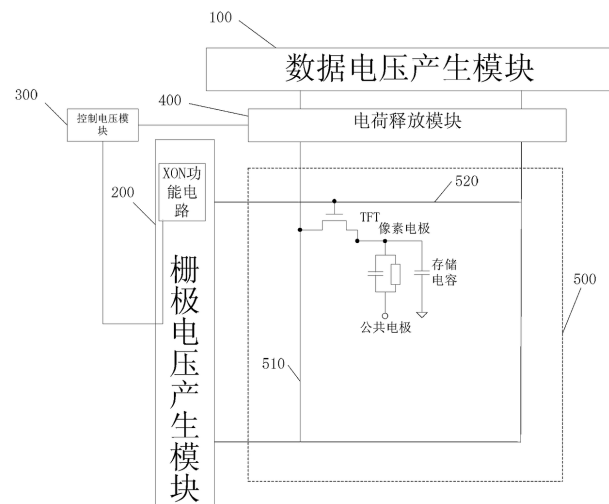 100
数据电压产生模块
300
400
控制电压模
块
电荷释放模块
XON功
能电
路
200
520
TFT
像素电极
存储
电容
500
公共电极
510
栅极电压产生模块